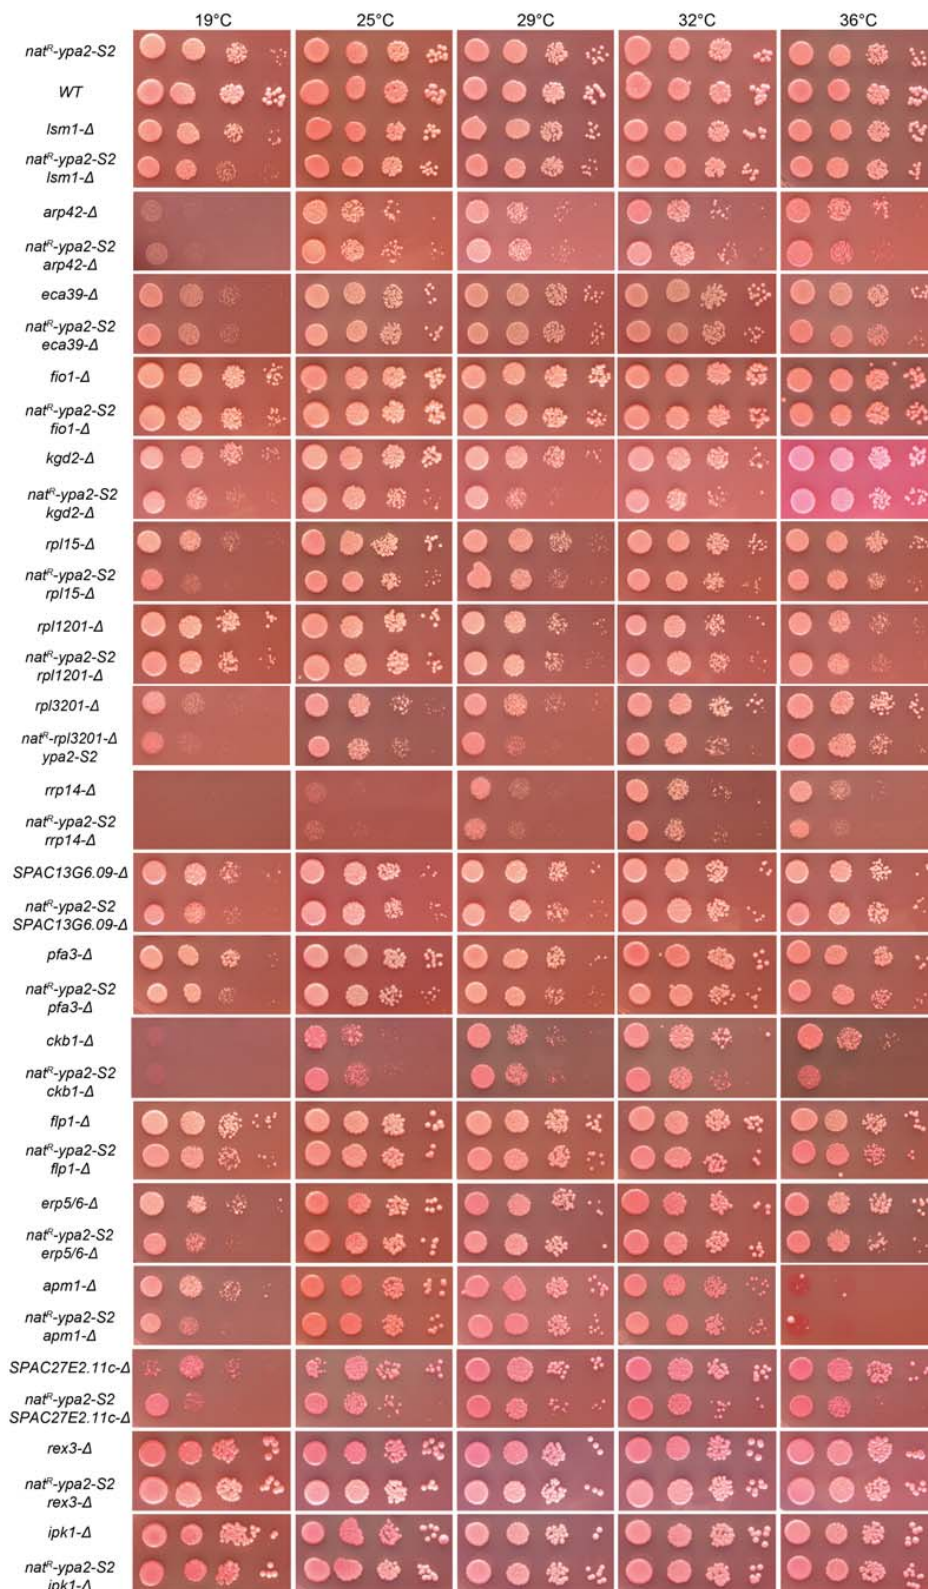 19°C 25°C 29°C 32°C 36°C
natᴿ-ypa2-S2
WT
lsm1-Δ
natᴿ-ypa2-S2
lsm1-Δ
arp42-Δ
natᴿ-ypa2-S2
arp42-Δ
eca39-Δ
natᴿ-ypa2-S2
eca39-Δ
fio1-Δ
natᴿ-ypa2-S2
fio1-Δ
kgd2-Δ
natᴿ-ypa2-S2
kgd2-Δ
rpl15-Δ
natᴿ-ypa2-S2
rpl15-Δ
rpl1201-Δ
natᴿ-ypa2-S2
rpl1201-Δ
rpl3201-Δ
natᴿ-rpl3201-Δ
ypa2-S2
rrp14-Δ
natᴿ-ypa2-S2
rrp14-Δ
SPAC13G6.09-Δ
natᴿ-ypa2-S2
SPAC13G6.09-Δ
pfa3-Δ
natᴿ-ypa2-S2
pfa3-Δ
ckb1-Δ
natᴿ-ypa2-S2
ckb1-Δ
flp1-Δ
natᴿ-ypa2-S2
flp1-Δ
erp5/6-Δ
natᴿ-ypa2-S2
erp5/6-Δ
apm1-Δ
natᴿ-ypa2-S2
apm1-Δ
SPAC27E2.11c-Δ
natᴿ-ypa2-S2
SPAC27E2.11c-Δ
rex3-Δ
natᴿ-ypa2-S2
rex3-Δ
ipk1-Δ
natᴿ-ypa2-S2
ipk1-Δ